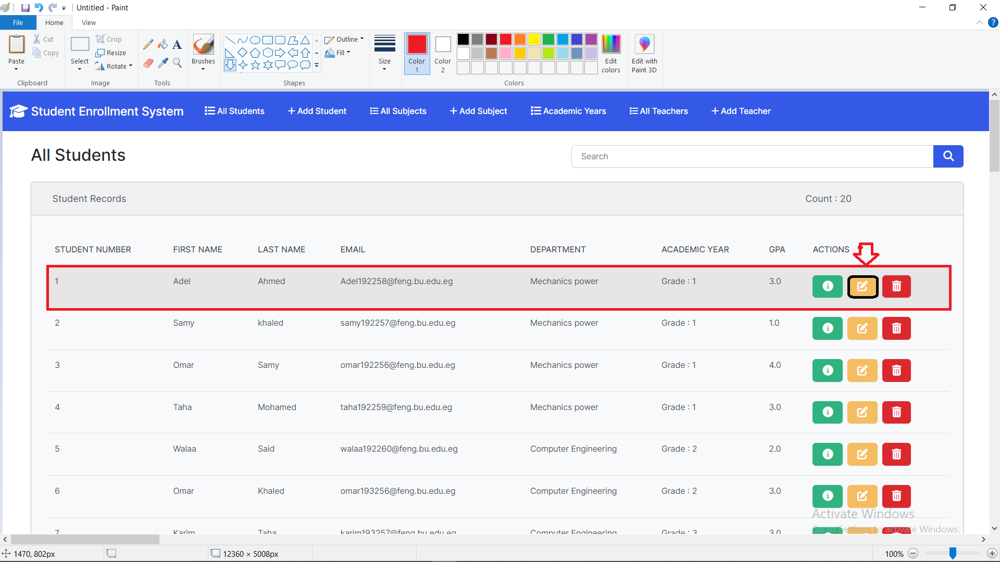 Untitled - Paint
File Home View
Paste Cut Copy Select Crop Resize Rotate Brushes Outline Fill Size Color 1 Color 2 Edit colors Edit with Paint 3D
Clipboard Image Tools Shapes Colors
Student Enrollment System All Students + Add Student All Subjects + Add Subject Academic Years All Teachers + Add Teacher
All Students Search
Student Records Count : 20
STUDENT NUMBER FIRST NAME LAST NAME EMAIL DEPARTMENT ACADEMIC YEAR GPA ACTIONS
1 Adel Ahmed Adel192258@feng.bu.edu.eg Mechanics power Grade : 1 3.0
2 Samy khaled samy192257@feng.bu.edu.eg Mechanics power Grade : 1 1.0
3 Omar Samy omar192256@feng.bu.edu.eg Mechanics power Grade : 1 4.0
4 Taha Mohamed taha192259@feng.bu.edu.eg Mechanics power Grade : 1 3.0
5 Walaa Said walaa192260@feng.bu.edu.eg Computer Engineering Grade : 2 2.0
6 Omar Khaled omar193256@feng.bu.edu.eg Computer Engineering Grade : 2 3.0
Activate Windows
7 Karim Taha karim193257@feng.bu.edu.eg Computer Engineering Grade : 3 3.0
Go to Settings to activate Windows.
1470, 802px 12360 × 5008px 100%